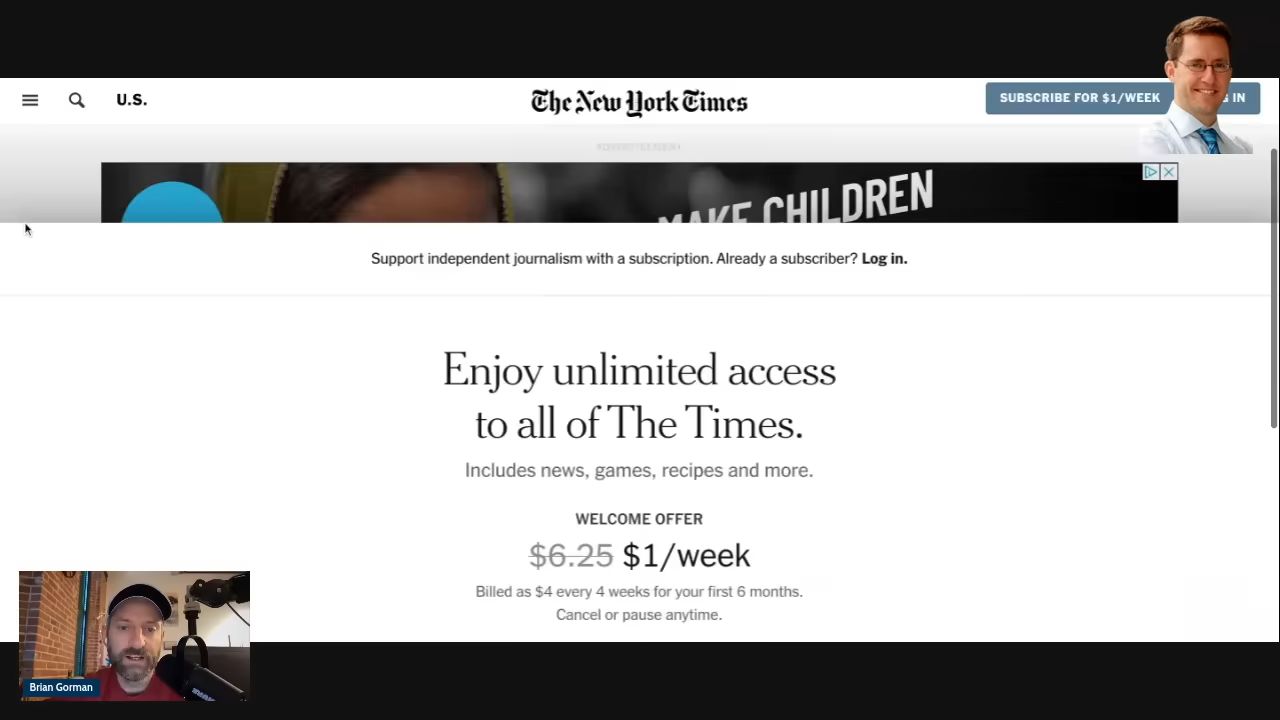 U.S.
The New York Times
SUBSCRIBE FOR $1/WEEK
IN
ADVERTISEMENT
MAKE CHILDREN
Support independent journalism with a subscription. Already a subscriber? Log in.
Enjoy unlimited access
to all of The Times.
Includes news, games, recipes and more.
WELCOME OFFER
$6.25 $1/week
Billed as $4 every 4 weeks for your first 6 months.
Cancel or pause anytime.
Brian Gorman